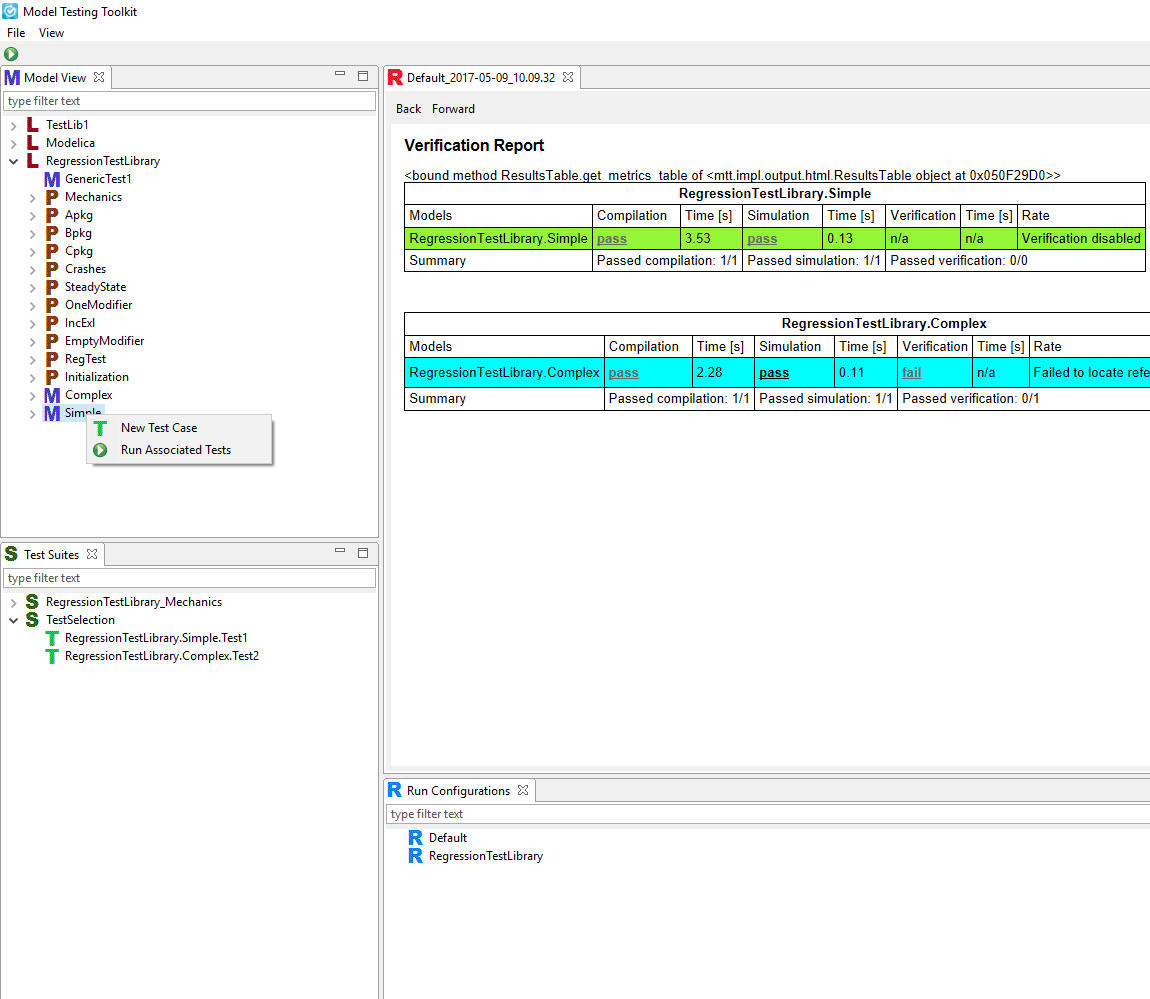 Model Testing Toolkit
File View
Model View
type filter text
TestLib1
Modelica
RegressionTestLibrary
GenericTest1
Mechanics
Apkg
Bpkg
Cpkg
Crashes
SteadyState
OneModifier
IncExl
EmptyModifier
RegTest
Initialization
Complex
Simple
New Test Case
Run Associated Tests
Test Suites
type filter text
RegressionTestLibrary_Mechanics
TestSelection
RegressionTestLibrary.Simple.Test1
RegressionTestLibrary.Complex.Test2
Default_2017-05-09_10.09.32
Back Forward
Verification Report
<bound method ResultsTable.get_metrics_table of <mtt.impl.output.html.ResultsTable object at 0x050F29D0>>
RegressionTestLibrary.Simple
Models Compilation Time [s] Simulation Time [s] Verification Time [s] Rate
RegressionTestLibrary.Simple pass 3.53 pass 0.13 n/a n/a Verification disabled
Summary Passed compilation: 1/1 Passed simulation: 1/1 Passed verification: 0/0
RegressionTestLibrary.Complex
Models Compilation Time [s] Simulation Time [s] Verification Time [s] Rate
RegressionTestLibrary.Complex pass 2.28 pass 0.11 fail n/a Failed to locate refe
Summary Passed compilation: 1/1 Passed simulation: 1/1 Passed verification: 0/1
Run Configurations
type filter text
Default
RegressionTestLibrary